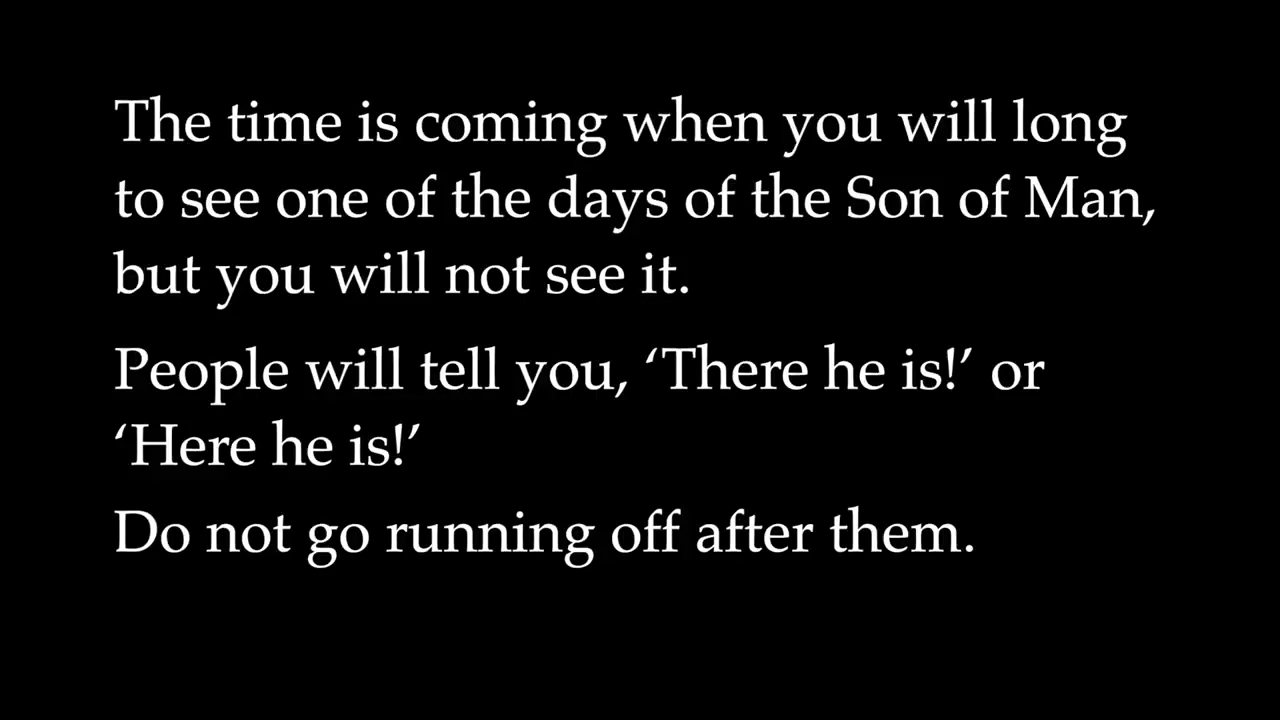 The time is coming when you will long
to see one of the days of the Son of Man,
but you will not see it.
People will tell you, ‘There he is!’ or
‘Here he is!’
Do not go running off after them.